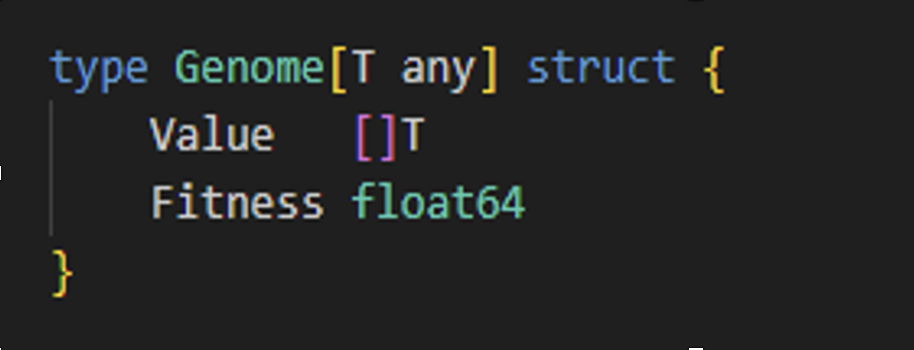 type Genome[T any] struct {
    Value   []T
    Fitness float64
}